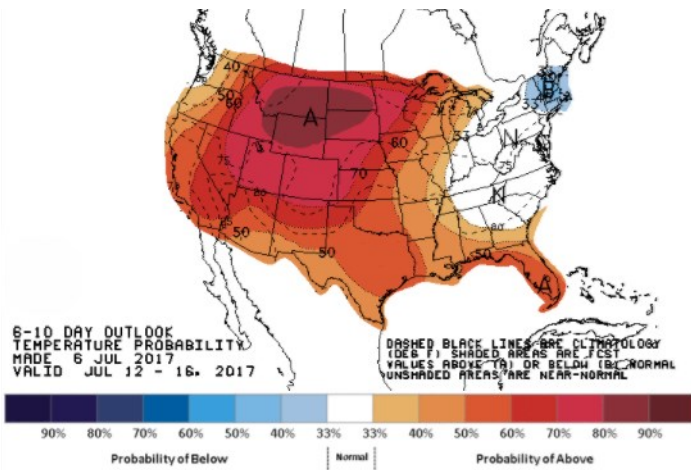 40
50
60
A
75
80
50
50
60
70
33
N
75
N
80
33
B
50
A
6-10 DAY OUTLOOK
TEMPERATURE PROBABILITY
MADE 6 JUL 2017
VALID JUL 12 - 16, 2017
DASHED BLACK LINES ARE CLIMATOLOGY
(DEG F) SHADED AREAS ARE FCST
VALUES ABOVE (A) OR BELOW (B) NORMAL
UNSHADED AREAS ARE NEAR-NORMAL
90% 80% 70% 60% 50% 40% 33% 33% 40% 50% 60% 70% 80% 90%
Probability of Below Normal Probability of Above